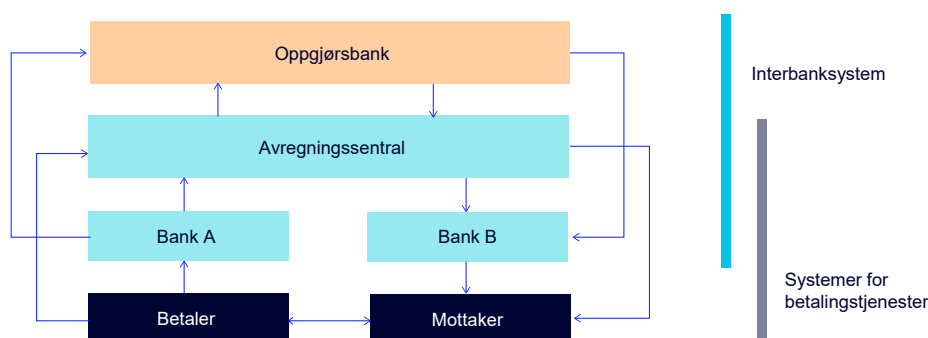 Oppgjørsbank
Interbanksystem
Avregningssentral
Bank A
Bank B
Systemer for
betalingstjenester
Betaler
Mottaker